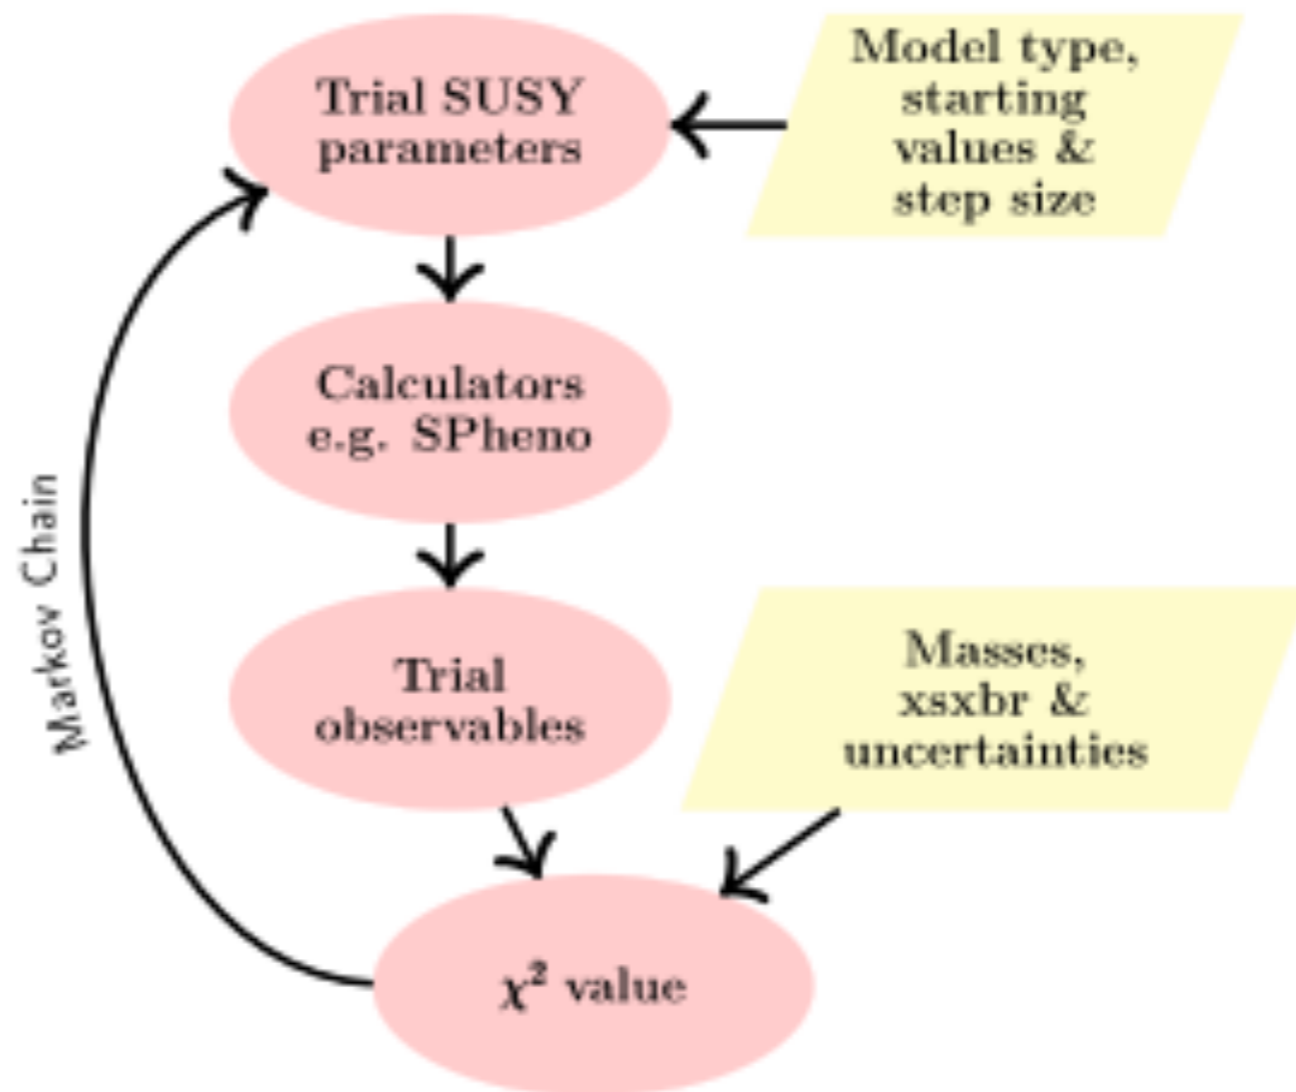 Trial SUSY
parameters
Model type,
starting
values &
step size
Calculators
e.g. SPheno
Markov Chain
Trial
observables
Masses,
xsxbr &
uncertainties
χ² value